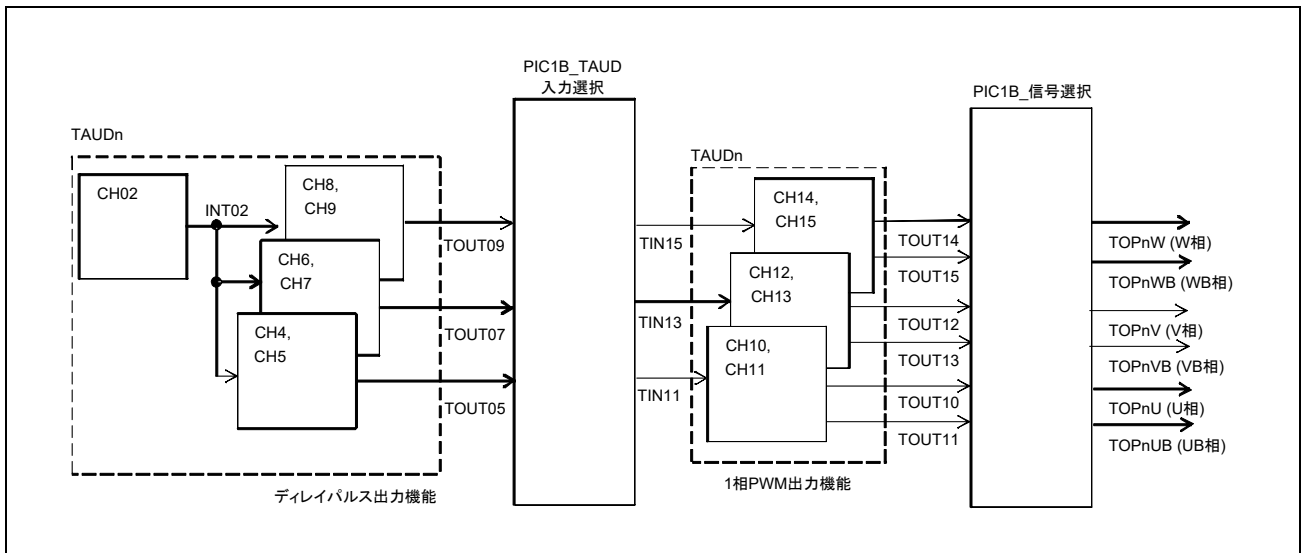 PIC1B_TAUD
入力選択
PIC1B_信号選択
TAUDn
CH02
INT02
CH8,
CH9
CH6,
CH7
CH4,
CH5
TOUT09
TOUT07
TOUT05
ディレイパルス出力機能
TIN15
TIN13
TIN11
TAUDn
CH14,
CH15
CH12,
CH13
CH10,
CH11
1相PWM出力機能
TOUT14
TOUT15
TOUT12
TOUT13
TOUT10
TOUT11
TOPnW (W相)
TOPnWB (WB相)
TOPnV (V相)
TOPnVB (VB相)
TOPnU (U相)
TOPnUB (UB相)